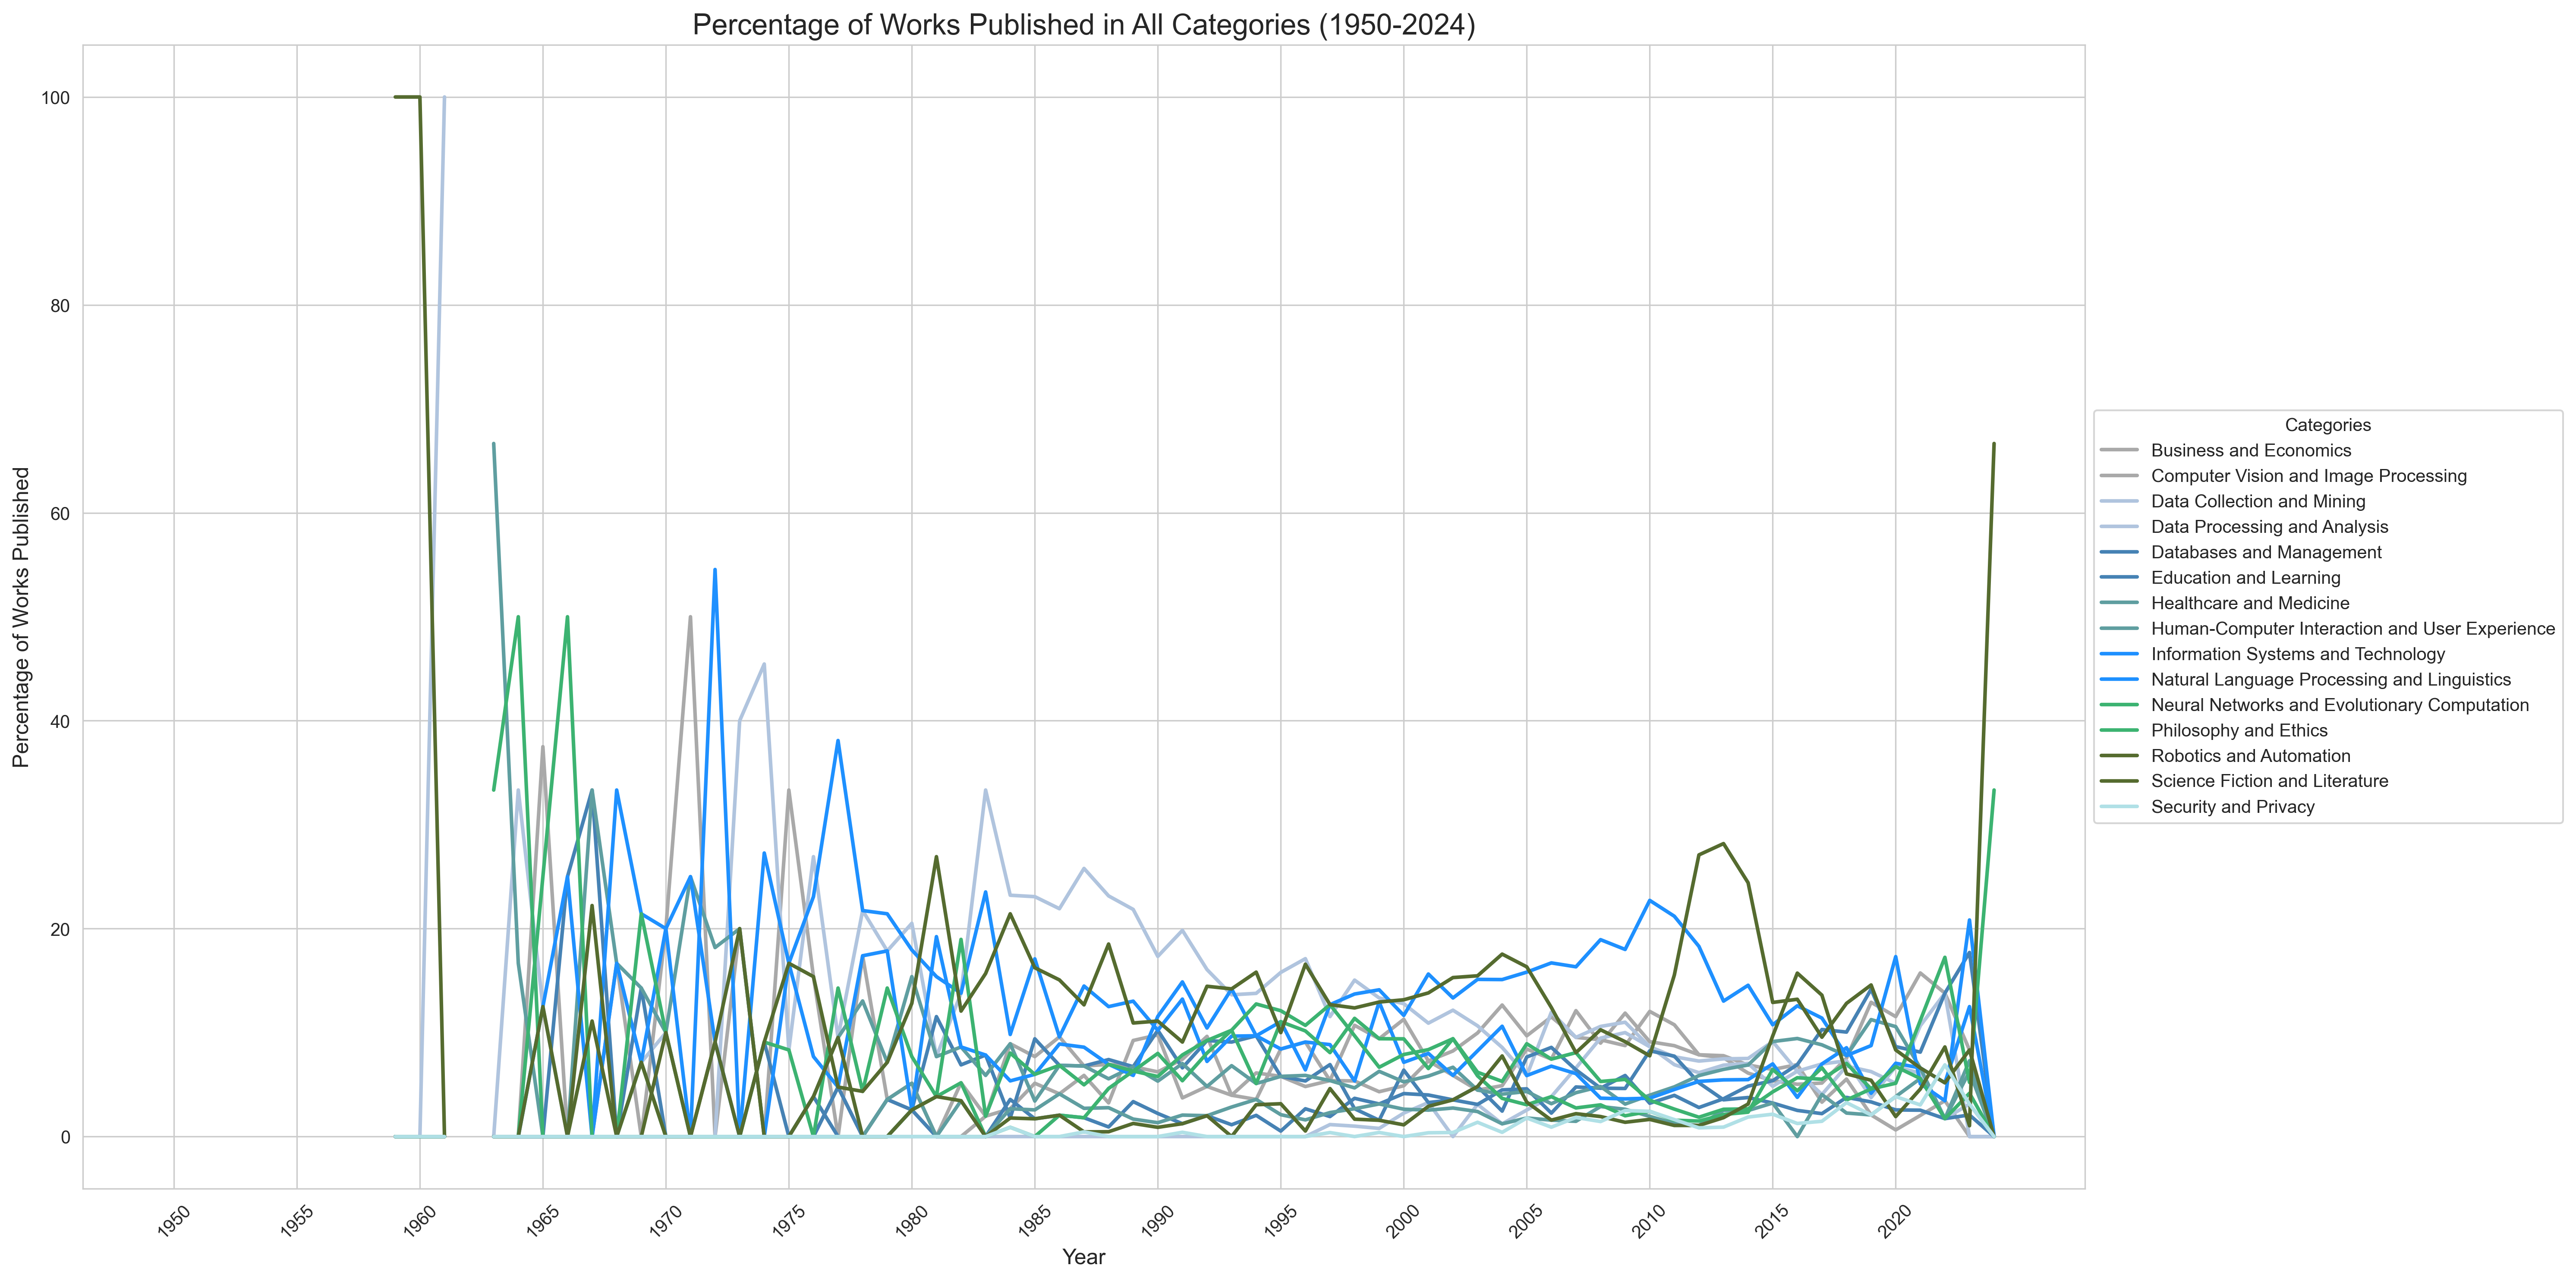 Percentage of Works Published in All Categories (1950-2024)
Percentage of Works Published
100
80
60
40
20
0
1950
1955
1960
1965
1970
1975
1980
1985
1990
1995
2000
2005
2010
2015
2020
Year
Categories
Business and Economics
Computer Vision and Image Processing
Data Collection and Mining
Data Processing and Analysis
Databases and Management
Education and Learning
Healthcare and Medicine
Human-Computer Interaction and User Experience
Information Systems and Technology
Natural Language Processing and Linguistics
Neural Networks and Evolutionary Computation
Philosophy and Ethics
Robotics and Automation
Science Fiction and Literature
Security and Privacy